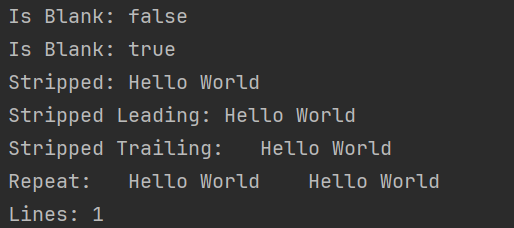 Is Blank: false
Is Blank: true
Stripped: Hello World
Stripped Leading: Hello World
Stripped Trailing:   Hello World
Repeat:   Hello World    Hello World
Lines: 1